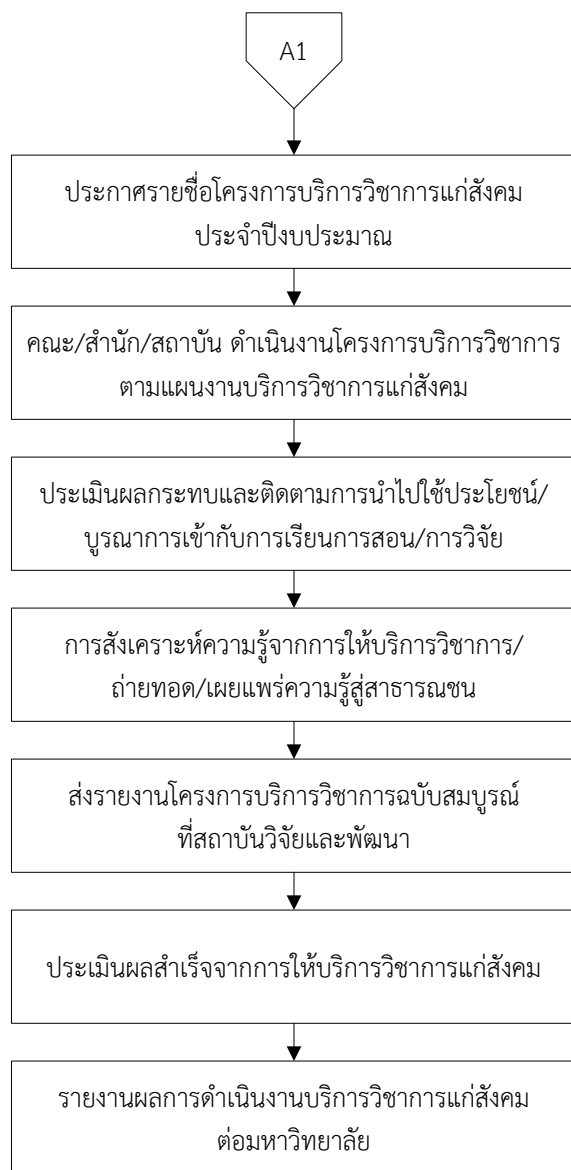 A1
ประกาศรายชื่อโครงการบริการวิชาการแก่สังคม
ประจำปีงบประมาณ
คณะ/สำนัก/สถาบัน ดำเนินงานโครงการบริการวิชาการ
ตามแผนงานบริการวิชาการแก่สังคม
ประเมินผลกระทบและติดตามการนำไปใช้ประโยชน์/
บูรณาการเข้ากับการเรียนการสอน/การวิจัย
การสังเคราะห์ความรู้จากการให้บริการวิชาการ/
ถ่ายทอด/เผยแพร่ความรู้สู่สาธารณชน
ส่งรายงานโครงการบริการวิชาการฉบับสมบูรณ์
ที่สถาบันวิจัยและพัฒนา
ประเมินผลสำเร็จจากการให้บริการวิชาการแก่สังคม
รายงานผลการดำเนินงานบริการวิชาการแก่สังคม
ต่อมหาวิทยาลัย